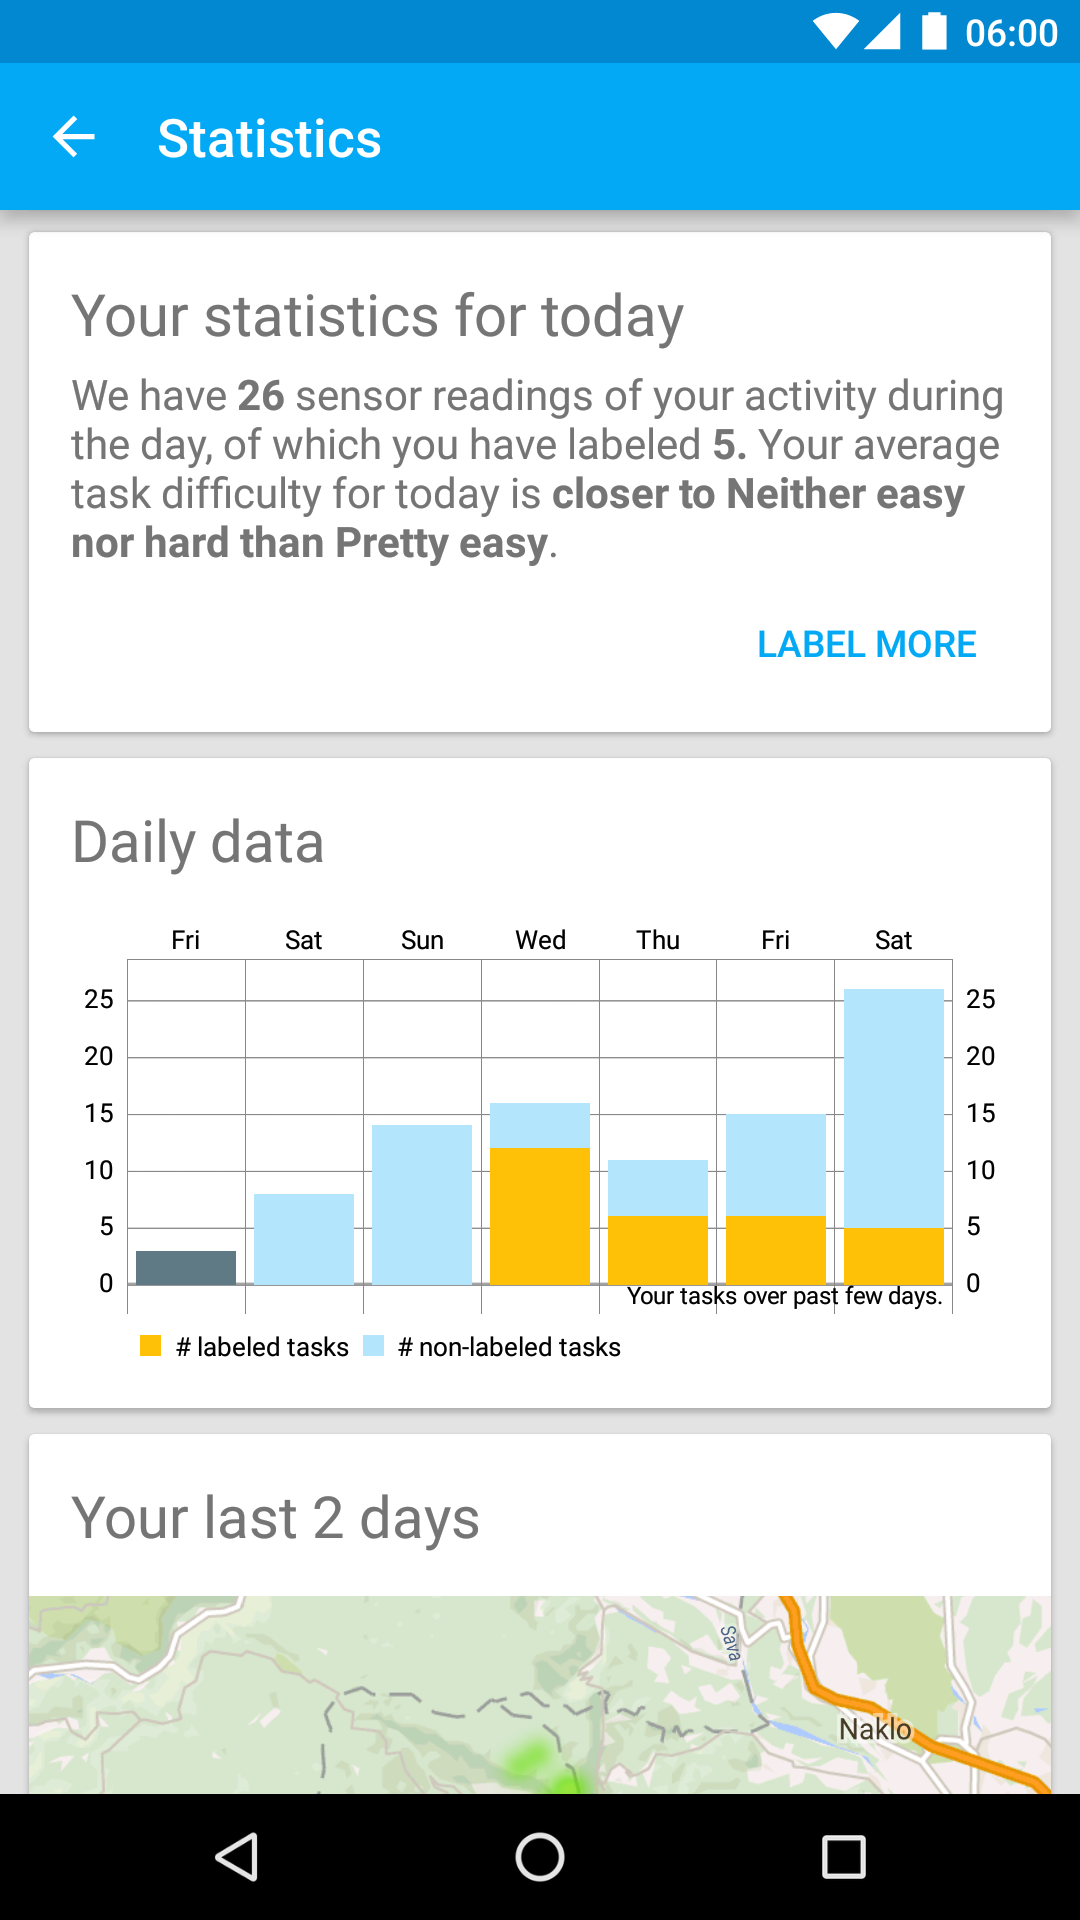 06:00
Statistics
Your statistics for today
We have 26 sensor readings of your activity during
the day, of which you have labeled 5. Your average
task difficulty for today is closer to Neither easy
nor hard than Pretty easy.
LABEL MORE
Daily data
Fri Sat Sun Wed Thu Fri Sat
25 25
20 20
15 15
10 10
5 5
0 0
Your tasks over past few days.
# labeled tasks # non-labeled tasks
Your last 2 days
Sava
Naklo